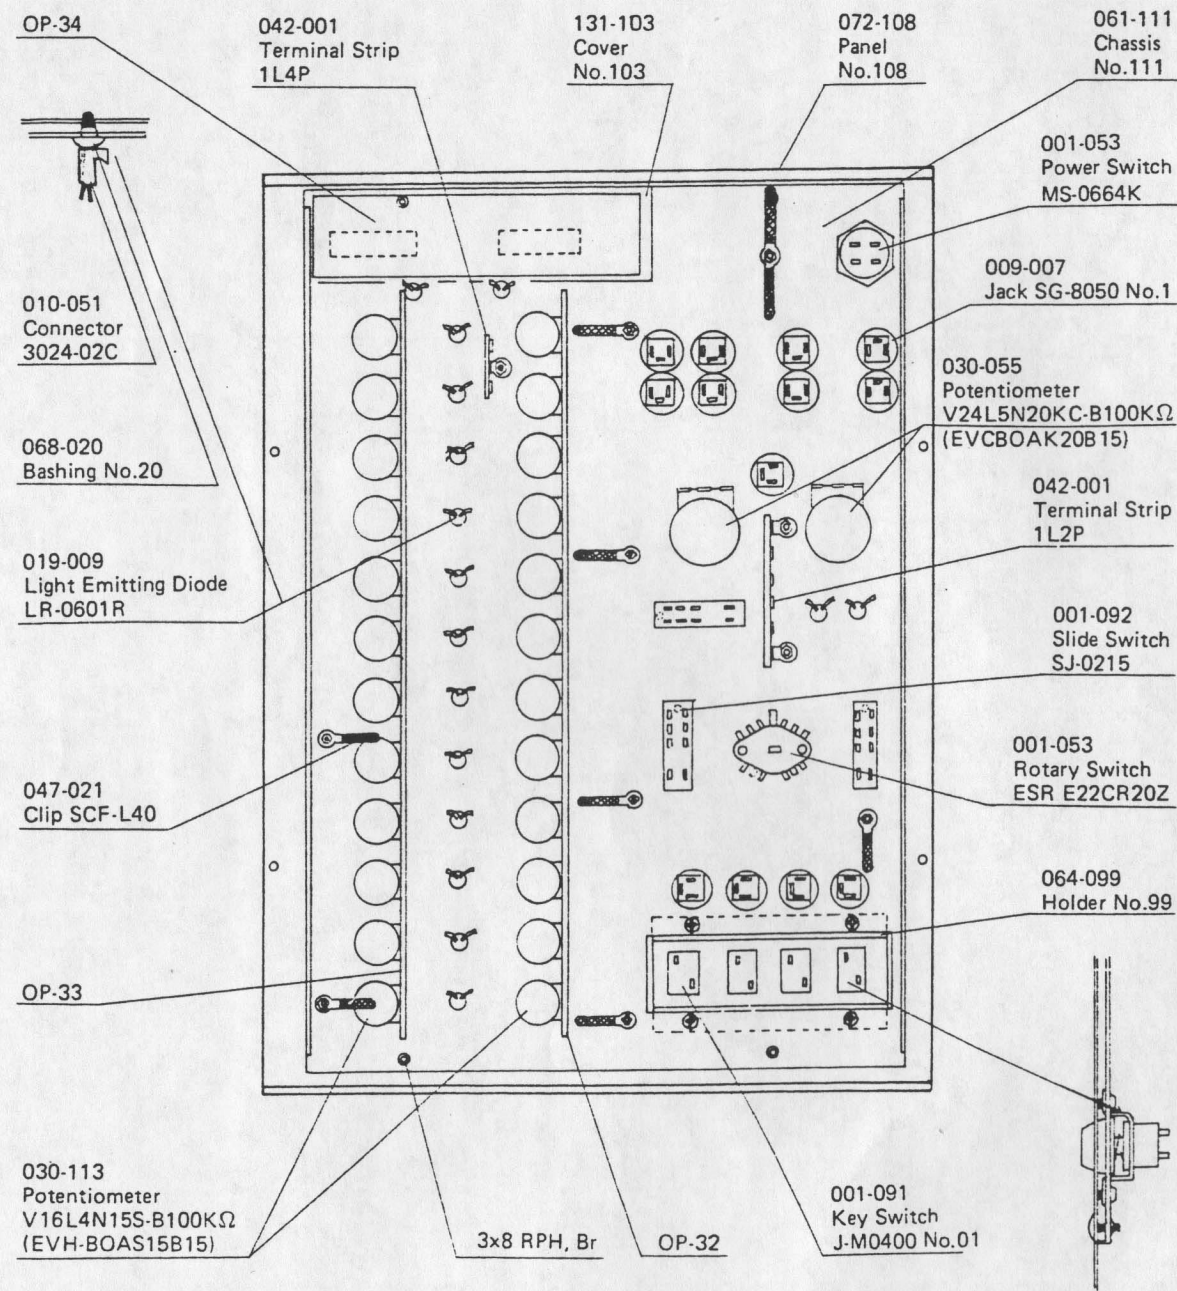 OP-34
042-001
Terminal Strip
1L4P
131-103
Cover
No.103
072-108
Panel
No.108
061-111
Chassis
No.111
001-053
Power Switch
MS-0664K
009-007
Jack SG-8050 No.1
010-051
Connector
3024-02C
030-055
Potentiometer
V24L5N20KC-B100KΩ
(EVCBOAK20B15)
068-020
Bashing No.20
042-001
Terminal Strip
1L2P
019-009
Light Emitting Diode
LR-0601R
001-092
Slide Switch
SJ-0215
001-053
Rotary Switch
ESR E22CR20Z
047-021
Clip SCF-L40
064-099
Holder No.99
OP-33
030-113
Potentiometer
V16L4N15S-B100KΩ
(EVH-BOAS15B15)
3x8 RPH, Br
OP-32
001-091
Key Switch
J-M0400 No.01